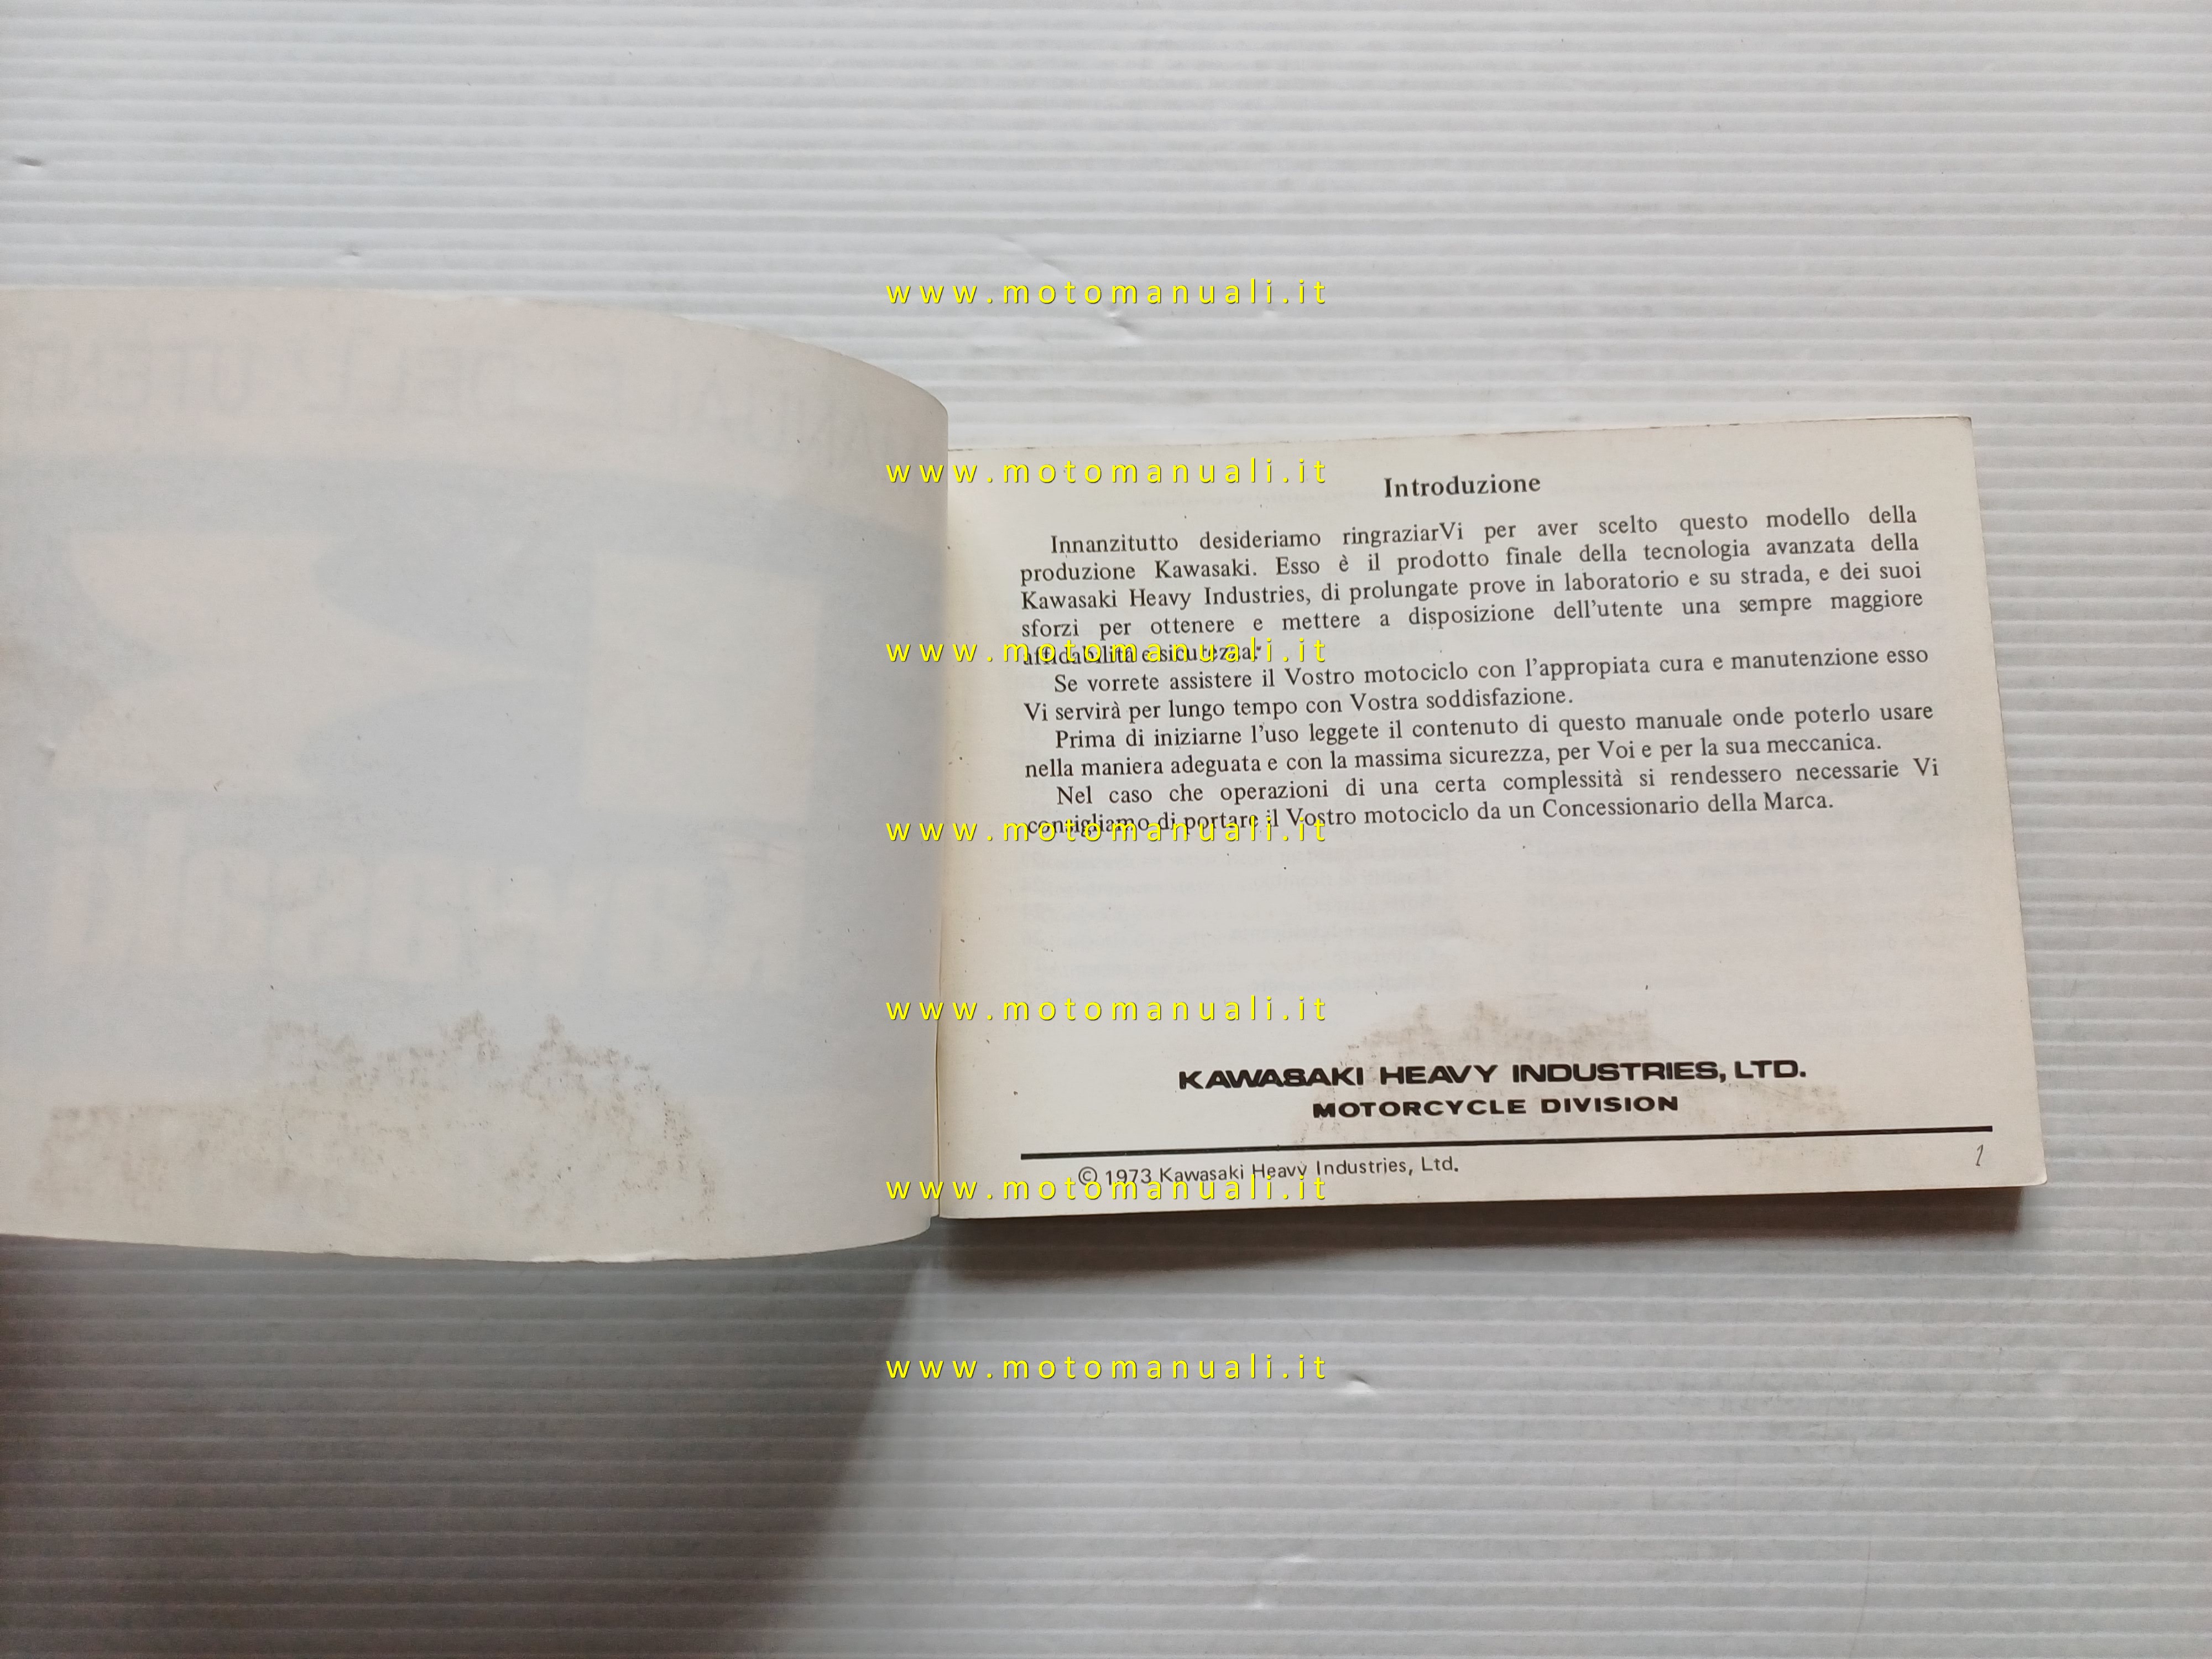 www.motomanuali.it
www.motomanuali.it
Introduzione
Innanzitutto desideriamo ringraziarVi per aver scelto questo modello della
produzione Kawasaki. Esso è il prodotto finale della tecnologia avanzata della
Kawasaki Heavy Industries, di prolungate prove in laboratorio e su strada, e dei suoi
sforzi per ottenere e mettere a disposizione dell'utente una sempre maggiore
affidabilità e sicurezza.
www.motomanuali.it
Se vorrete assistere il Vostro motociclo con l'appropiata cura e manutenzione esso
Vi servirà per lungo tempo con Vostra soddisfazione.
Prima di iniziarne l'uso leggete il contenuto di questo manuale onde poterlo usare
nella maniera adeguata e con la massima sicurezza, per Voi e per la sua meccanica.
Nel caso che operazioni di una certa complessità si rendessero necessarie Vi
consigliamo di portare il Vostro motociclo da un Concessionario della Marca.
www.motomanuali.it
www.motomanuali.it
KAWASAKI HEAVY INDUSTRIES, LTD.
MOTORCYCLE DIVISION
© 1973 Kawasaki Heavy Industries, Ltd.
www.motomanuali.it
www.motomanuali.it